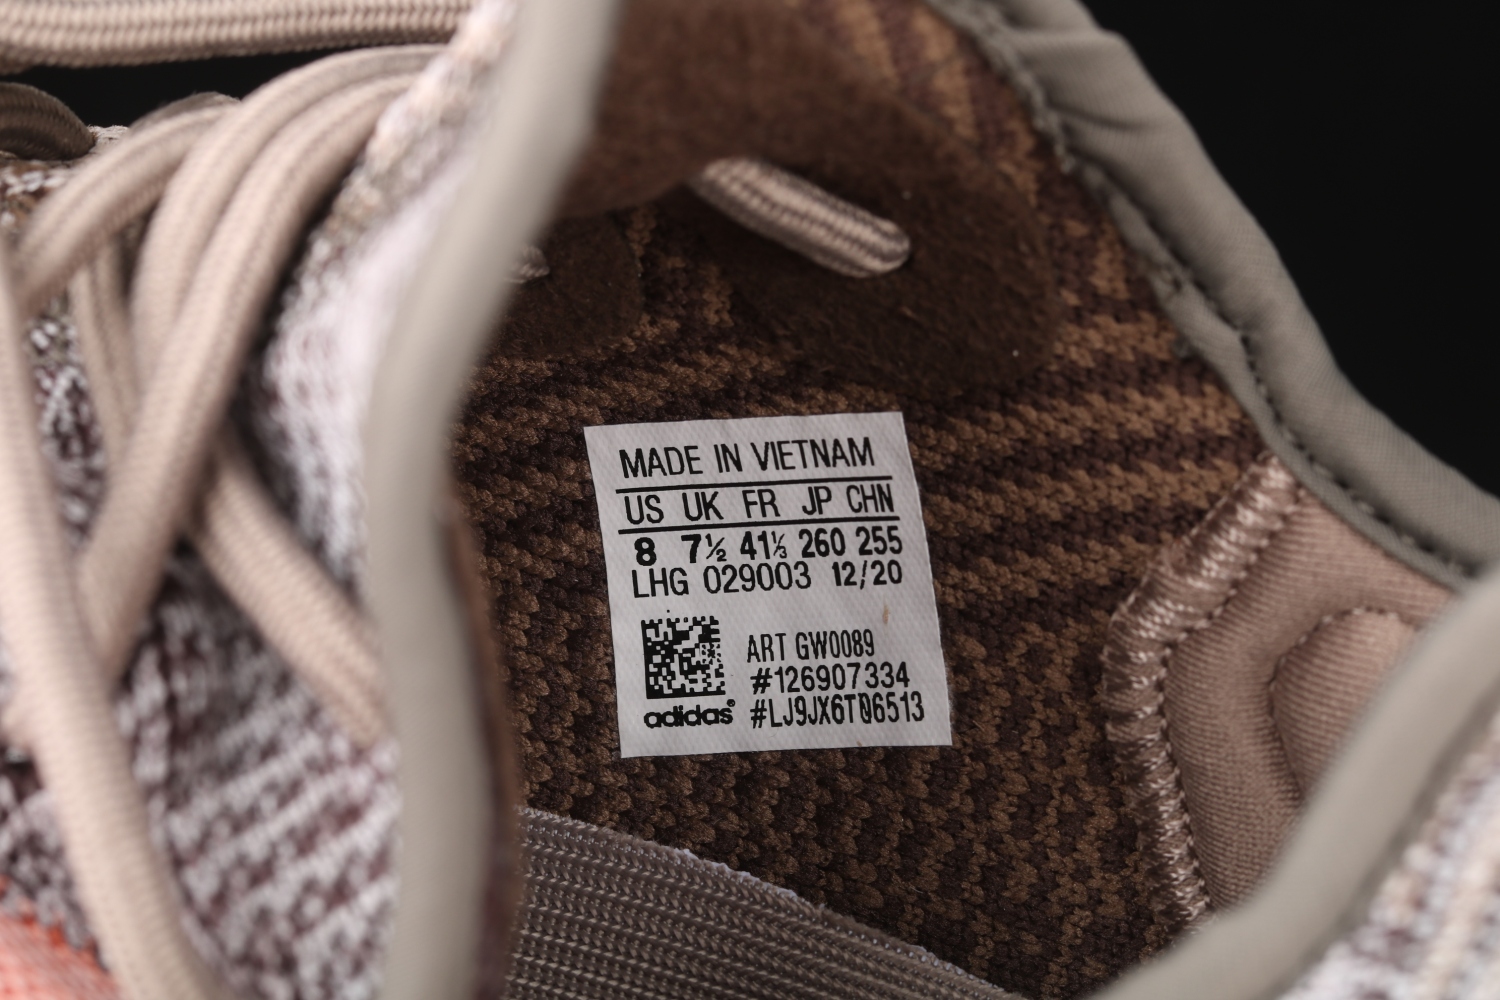 MADE IN VIETNAM
US UK FR JP CHN
8 7½ 41⅓ 260 255
LHG 029003 12/20
ART GW0089
#126907334
adidas® #LJ9JX6TQ6513